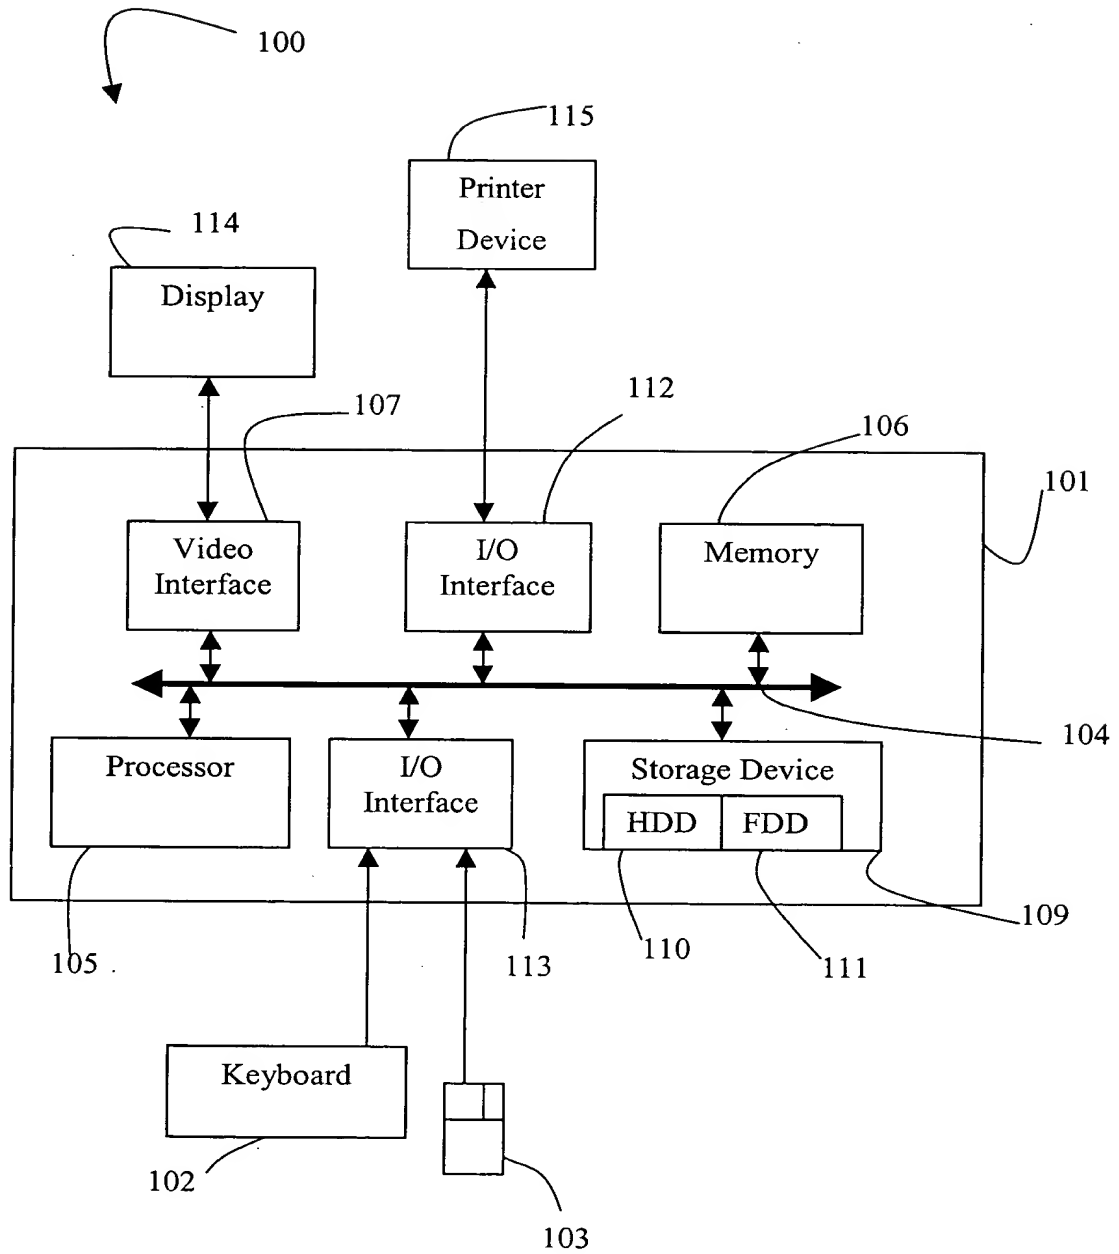 100
115
Printer
Device
114
Display
107
112
106
101
Video
Interface
I/O
Interface
Memory
104
Processor
I/O
Interface
Storage Device
HDD
FDD
105
113
110
111
109
Keyboard
102
103